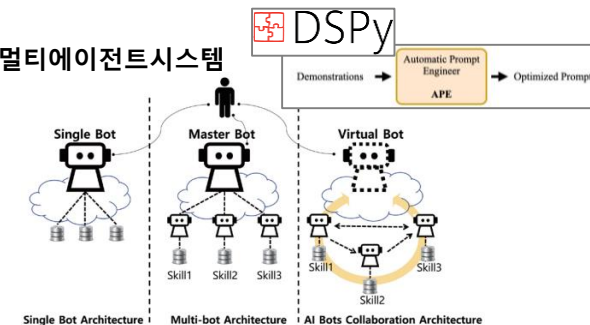 DSPy
멀티에이전트시스템
Demonstrations
Automatic Prompt
Engineer
APE
Optimized Prompt
Single Bot
Master Bot
Virtual Bot
Skill1
Skill2
Skill3
Skill1
Skill3
Skill2
Single Bot Architecture
Multi-bot Architecture
AI Bots Collaboration Architecture